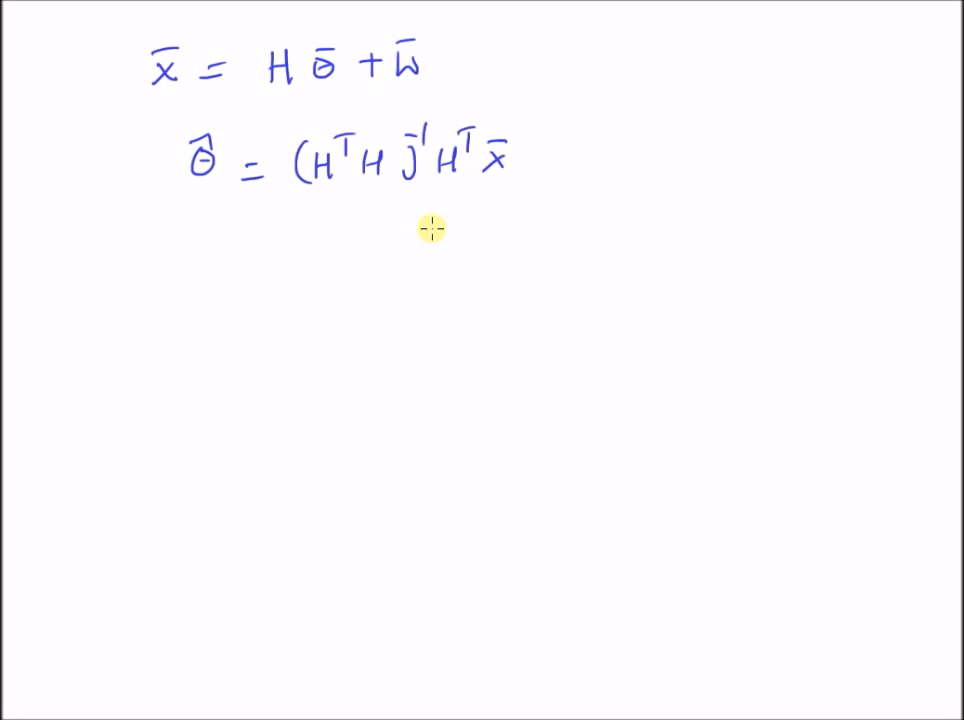 x̄ = H θ̄ + w̄
θ̂ = (HᵀH)⁻¹Hᵀx̄